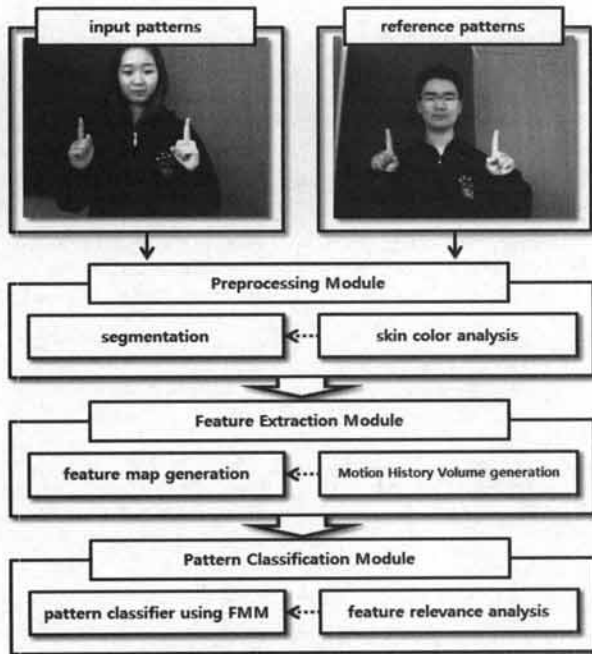 input patterns
reference patterns
Preprocessing Module
segmentation
skin color analysis
Feature Extraction Module
feature map generation
Motion History Volume generation
Pattern Classification Module
pattern classifier using FMM
feature relevance analysis